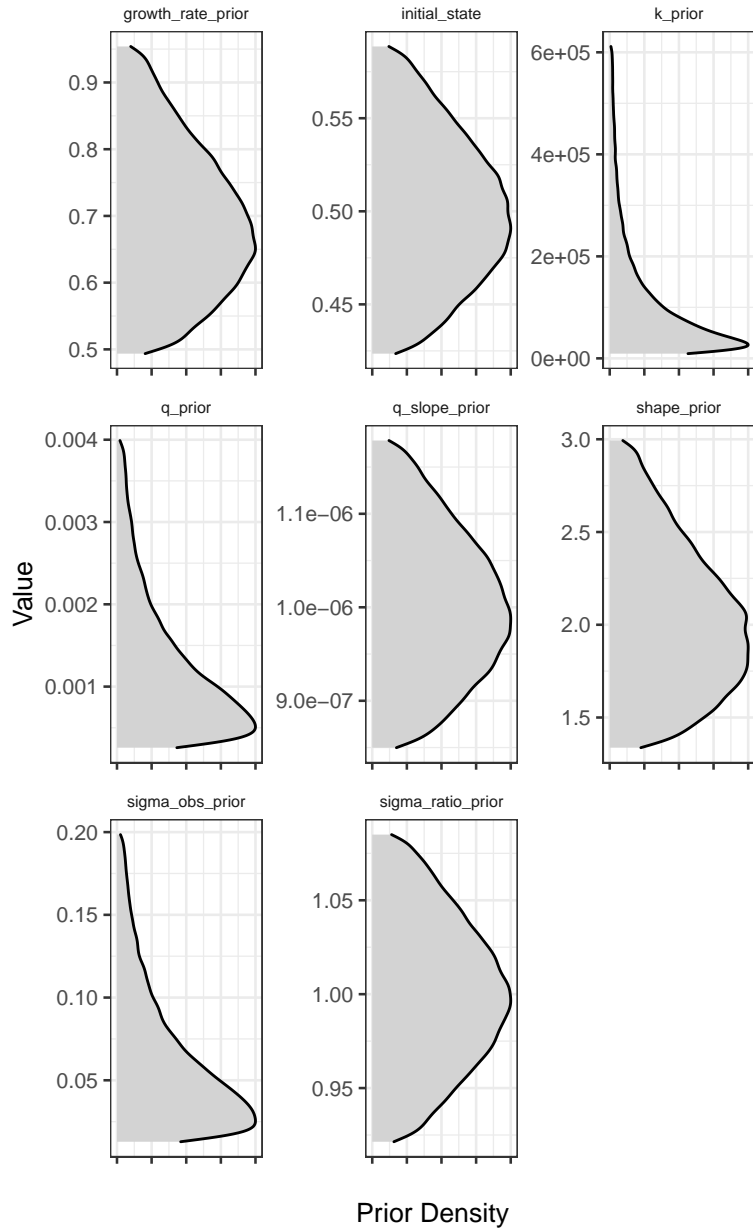 growth_rate_prior
initial_state
k_prior
0.9
0.8
0.7
0.6
0.5
0.55
0.50
0.45
6e+05
4e+05
2e+05
0e+00
q_prior
q_slope_prior
shape_prior
0.004
0.003
0.002
0.001
1.1e−06
1.0e−06
9.0e−07
3.0
2.5
2.0
1.5
Value
sigma_obs_prior
sigma_ratio_prior
0.20
0.15
0.10
0.05
1.05
1.00
0.95
Prior Density